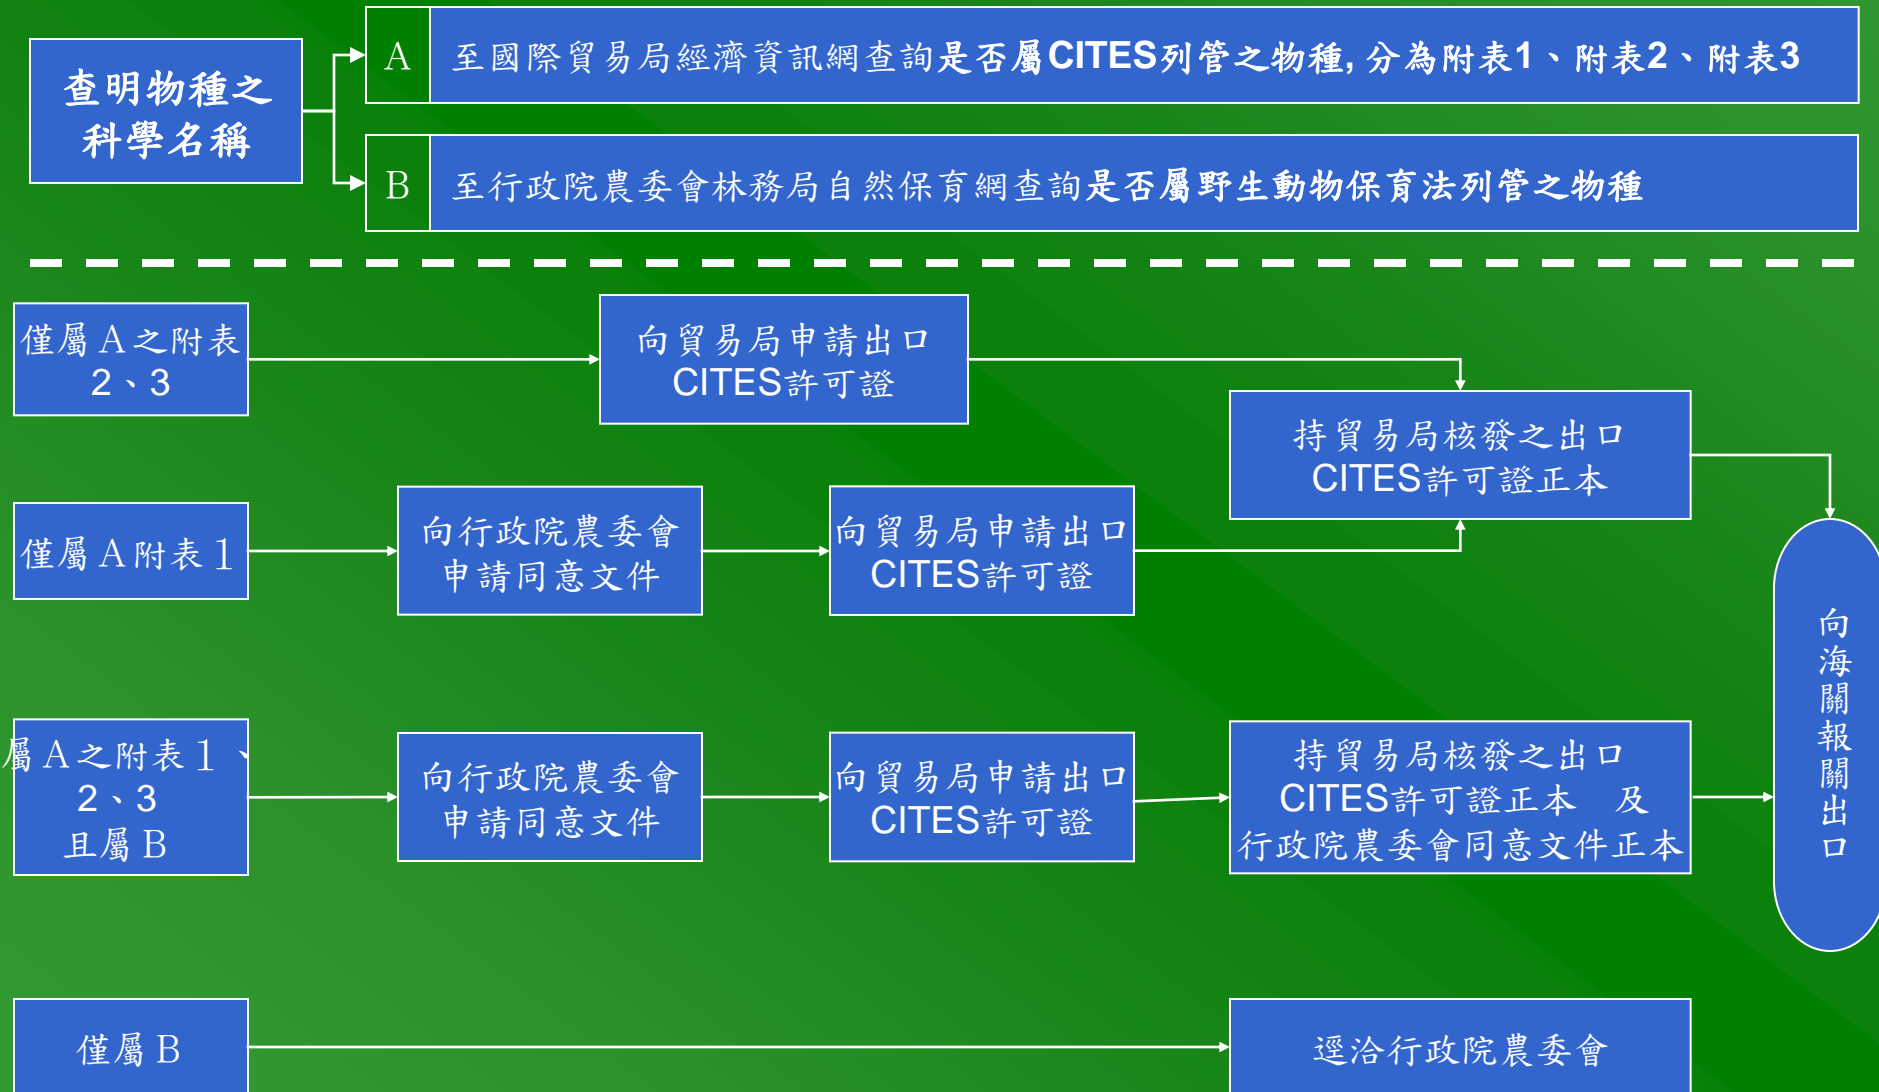 查明物種之
科學名稱
A
至國際貿易局經濟資訊網查詢是否屬CITES列管之物種,分為附表1、附表2、附表3
B
至行政院農委會林務局自然保育網查詢是否屬野生動物保育法列管之物種
僅屬A之附表
2、3
向貿易局申請出口
CITES許可證
持貿易局核發之出口
CITES許可證正本
僅屬A附表1
向行政院農委會
申請同意文件
向貿易局申請出口
CITES許可證
屬A之附表1、
2、3
且屬B
向行政院農委會
申請同意文件
向貿易局申請出口
CITES許可證
持貿易局核發之出口
CITES許可證正本 及
行政院農委會同意文件正本
向海關報關出口
僅屬B
逕洽行政院農委會